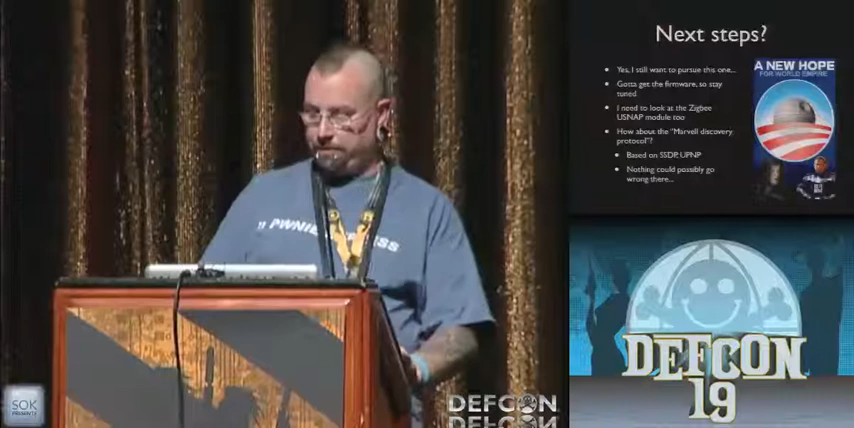 Next steps?
Yes, I still want to pursue this one...
Gotta get the firmware, so stay
tuned
I need to look at the Zigbee
USNAP module too
How about the "Marvell discovery
protocol"?
Based on SSDP, UPNP
Nothing could possibly go
wrong there...
A NEW HOPE
FOR WORLD EMPIRE
PWNIE
DEFCON
19
DEFCON
SOK